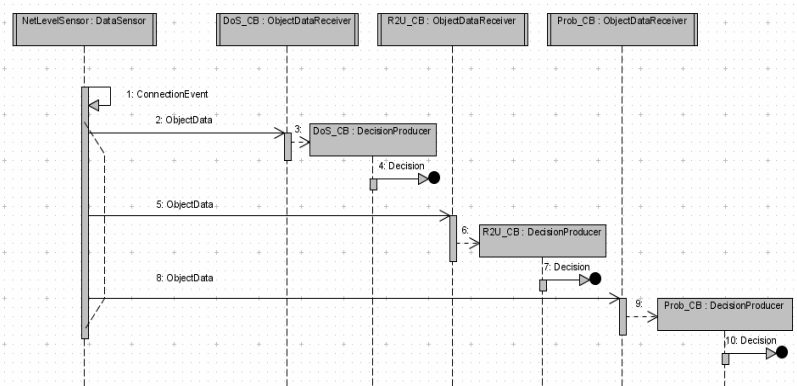 NetLevelSensor : DataSensor
DoS_CB : ObjectDataReceiver
R2U_CB : ObjectDataReceiver
Prob_CB : ObjectDataReceiver
1: ConnectionEvent
2: ObjectData
3:
DoS_CB : DecisionProducer
4: Decision
5: ObjectData
6:
R2U_CB : DecisionProducer
7: Decision
8: ObjectData
9:
Prob_CB : DecisionProducer
10: Decision